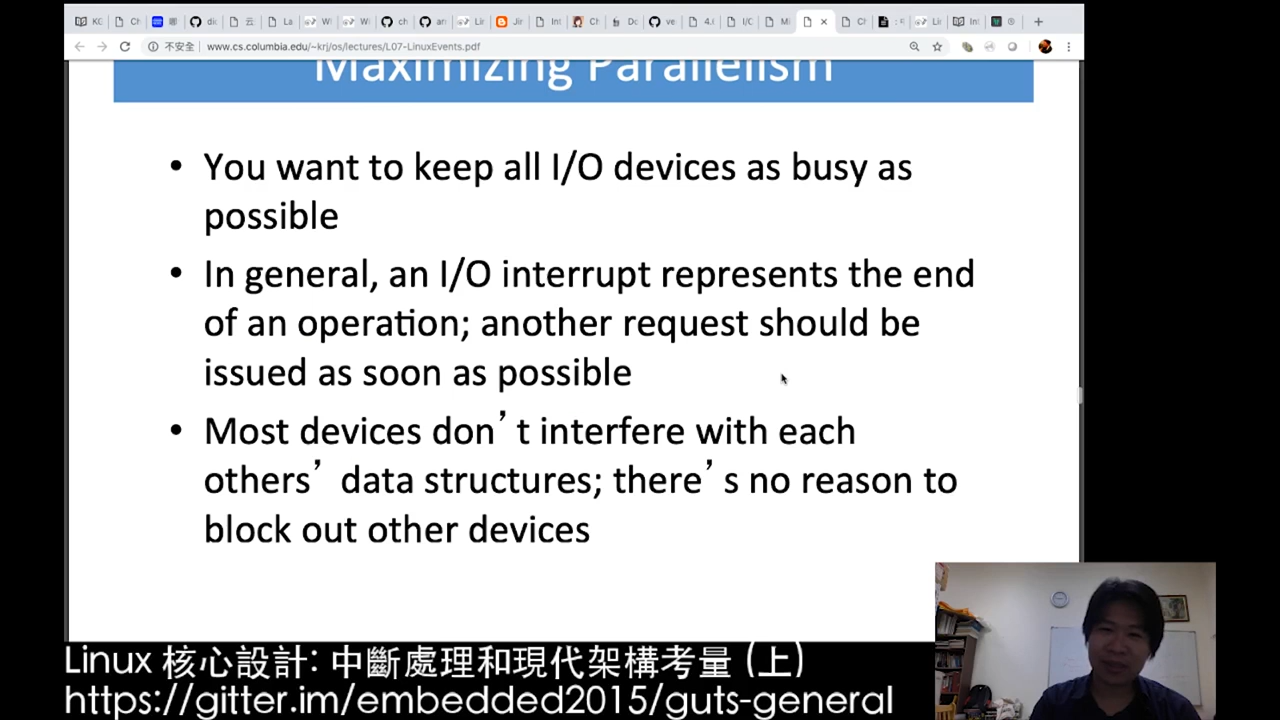 不安全 www.cs.columbia.edu/~krj/os/lectures/L07-LinuxEvents.pdf
Maximizing Parallelism
• You want to keep all I/O devices as busy as
possible
• In general, an I/O interrupt represents the end
of an operation; another request should be
issued as soon as possible
• Most devices don’t interfere with each
others’ data structures; there’s no reason to
block out other devices
Linux 核心設計: 中斷處理和現代架構考量 (上)
https://gitter.im/embedded2015/guts-general